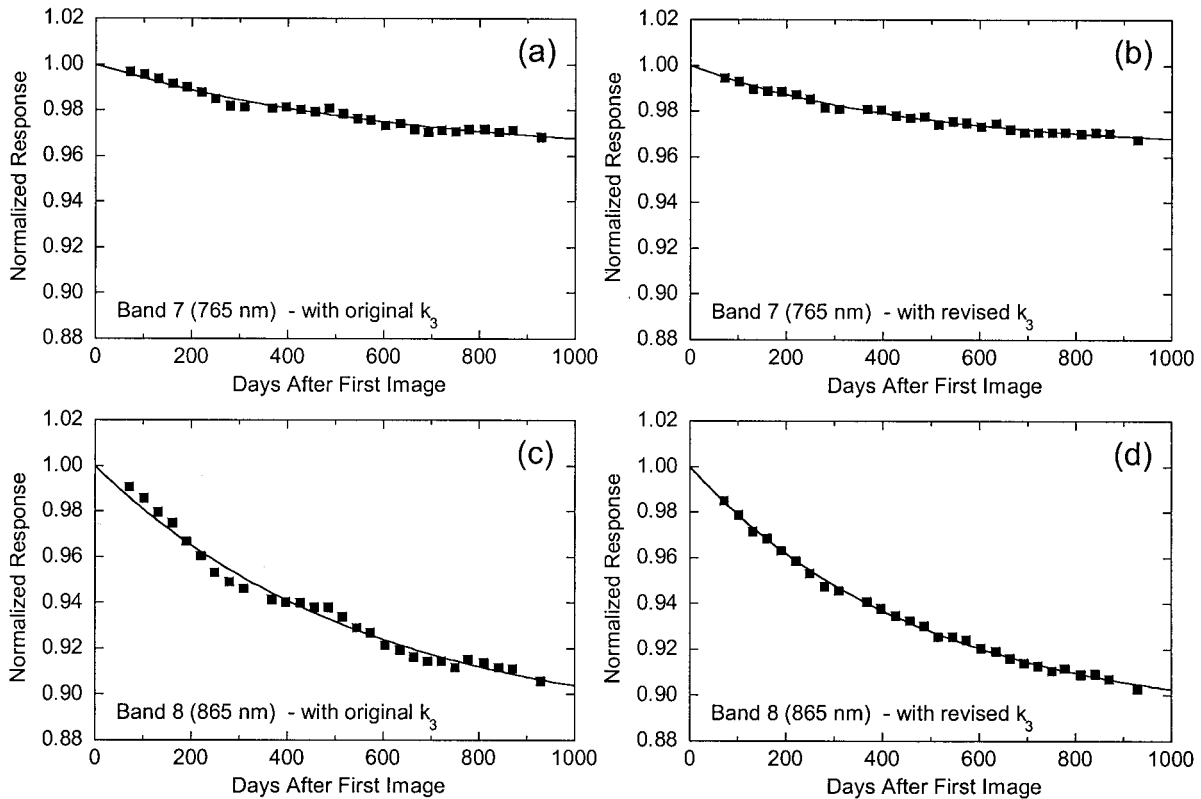 1.02
1.00
0.98
0.96
0.94
0.92
0.90
0.88
Normalized Response
(a)
Band 7 (765 nm) - with original k3
0 200 400 600 800 1000
Days After First Image
1.02
1.00
0.98
0.96
0.94
0.92
0.90
0.88
Normalized Response
(b)
Band 7 (765 nm) - with revised k3
0 200 400 600 800 1000
Days After First Image
1.02
1.00
0.98
0.96
0.94
0.92
0.90
0.88
Normalized Response
(c)
Band 8 (865 nm) - with original k3
0 200 400 600 800 1000
Days After First Image
1.02
1.00
0.98
0.96
0.94
0.92
0.90
0.88
Normalized Response
(d)
Band 8 (865 nm) - with revised k3
0 200 400 600 800 1000
Days After First Image